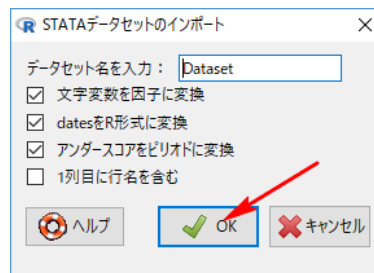 STATAデータセットのインポート
データセット名を入力： Dataset
文字変数を因子に変換
datesをR形式に変換
アンダースコアをピリオドに変換
1列目に行名を含む
ヘルプ OK キャンセル